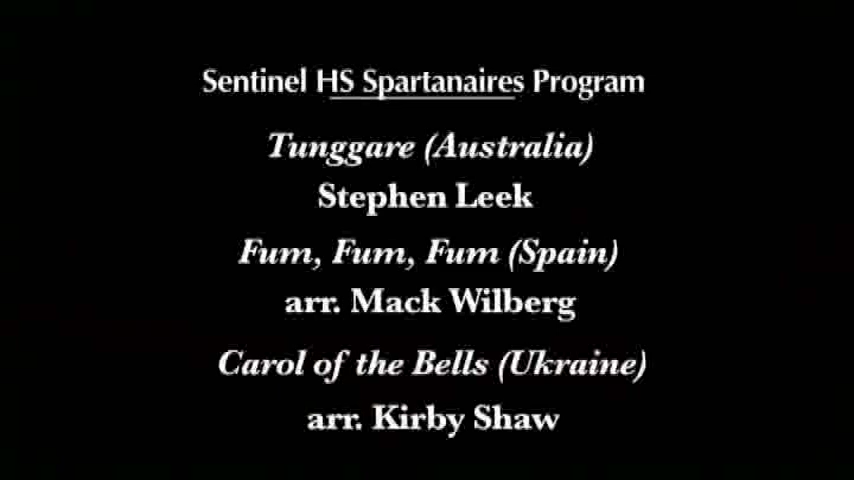 Sentinel HS Spartanaires Program
Tunggare (Australia)
Stephen Leek
Fum, Fum, Fum (Spain)
arr. Mack Wilberg
Carol of the Bells (Ukraine)
arr. Kirby Shaw